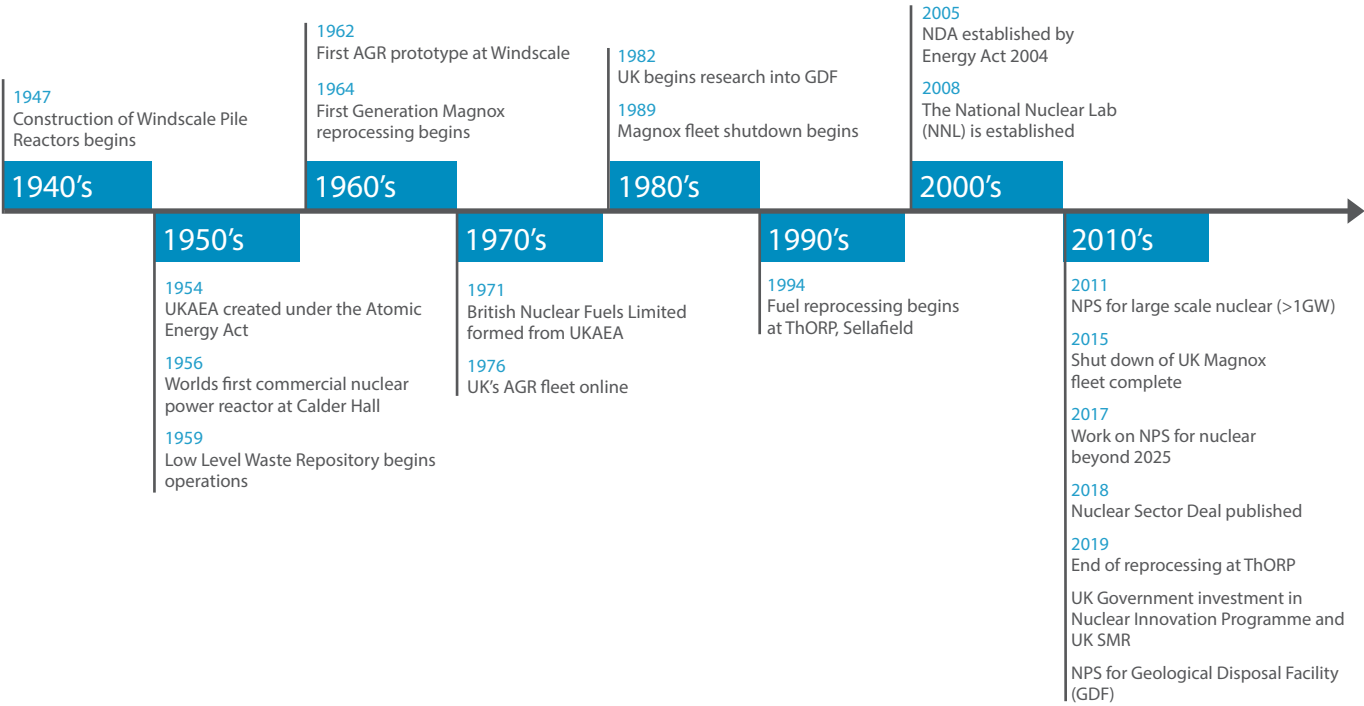 1947
Construction of Windscale Pile
Reactors begins
1940's
1954
UKAEA created under the Atomic
Energy Act
1956
Worlds first commercial nuclear
power reactor at Calder Hall
1959
Low Level Waste Repository begins
operations
1950's
1962
First AGR prototype at Windscale
1964
First Generation Magnox
reprocessing begins
1960's
1970's
1971
British Nuclear Fuels Limited
formed from UKAEA
1976
UK's AGR fleet online
1982
UK begins research into GDF
1989
Magnox fleet shutdown begins
1980's
1990's
1994
Fuel reprocessing begins
at ThORP, Sellafield
2005
NDA established by
Energy Act 2004
2008
The National Nuclear Lab
(NNL) is established
2000's
2010's
2011
NPS for large scale nuclear (>1GW)
2015
Shut down of UK Magnox
fleet complete
2017
Work on NPS for nuclear
beyond 2025
2018
Nuclear Sector Deal published
2019
End of reprocessing at ThORP
UK Government investment in
Nuclear Innovation Programme and
UK SMR
NPS for Geological Disposal Facility
(GDF)